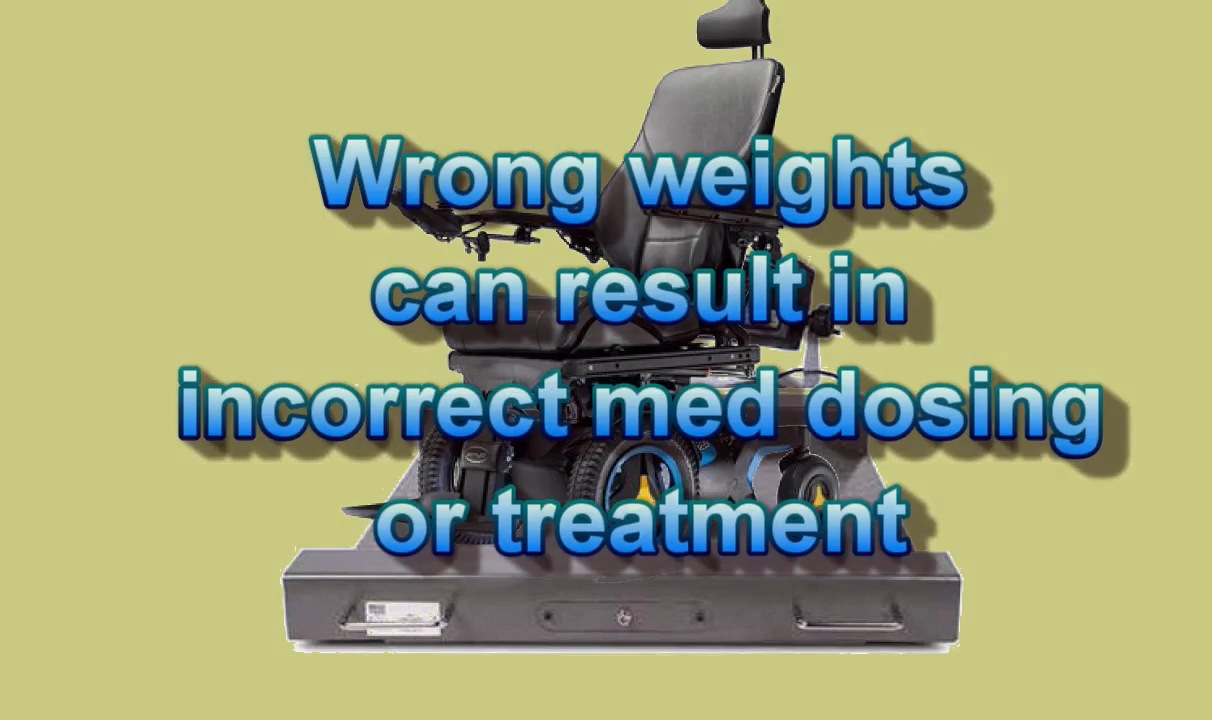 Wrong weights
can result in
incorrect med dosing
or treatment